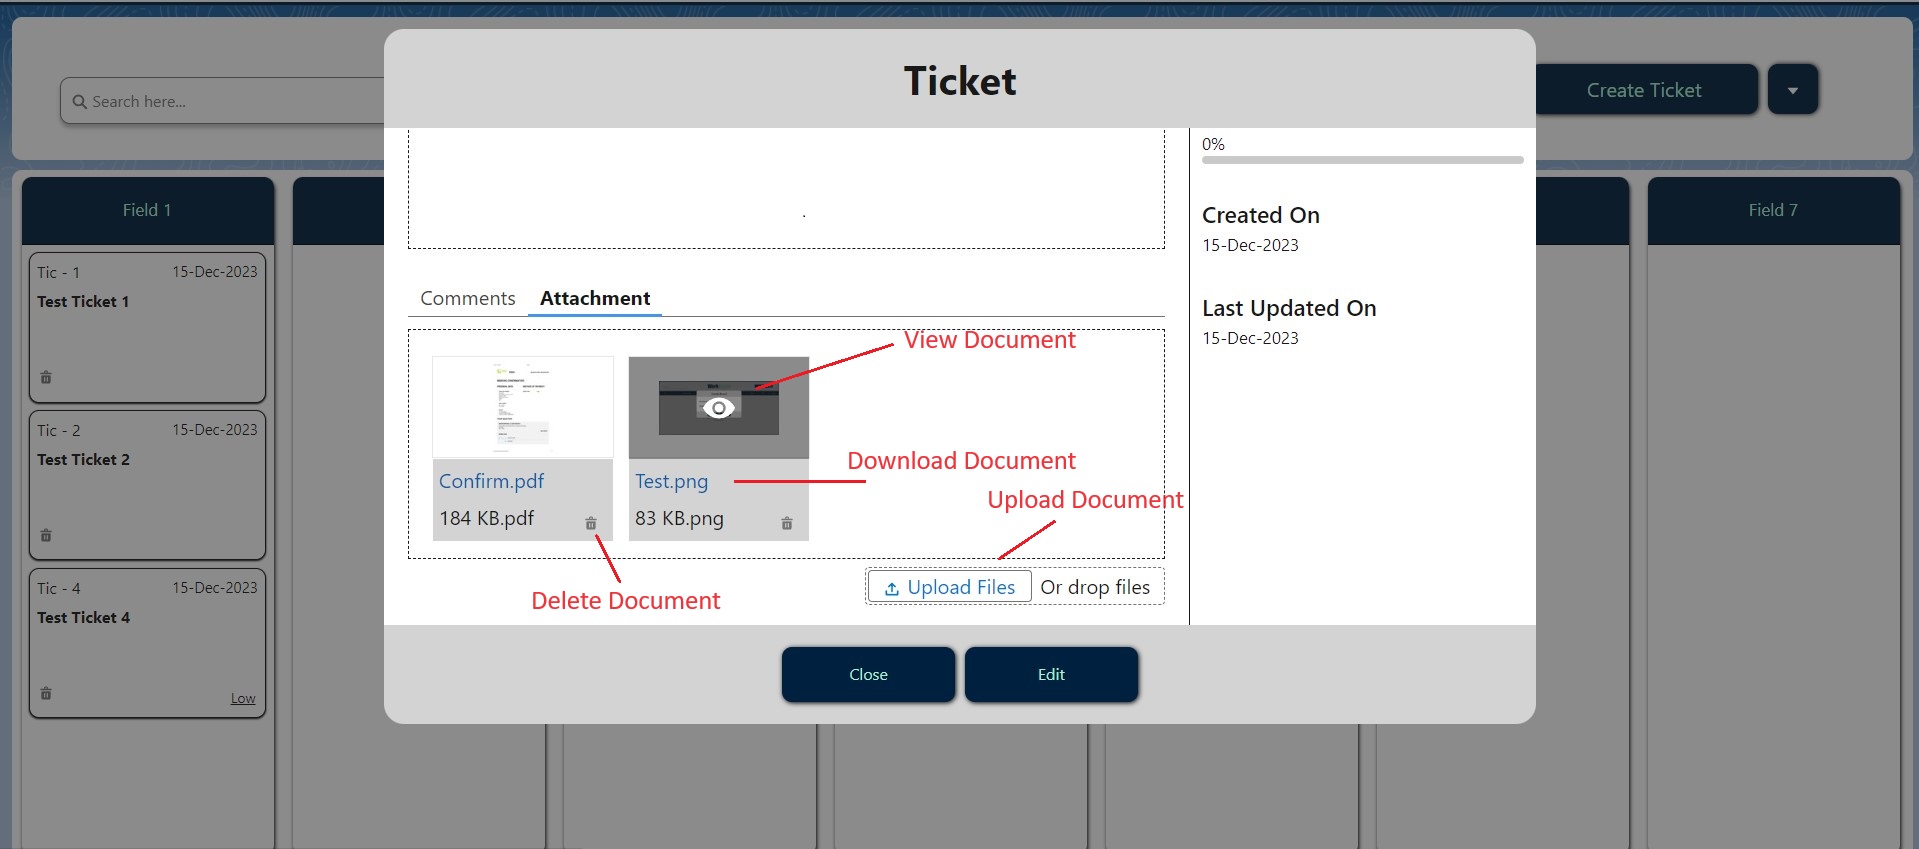 Ticket
Search here...
Create Ticket
0%
Field 1
Field 7
Created On
15-Dec-2023
Tic - 1
15-Dec-2023
Test Ticket 1
Comments
Attachment
Last Updated On
15-Dec-2023
View Document
Tic - 2
15-Dec-2023
Test Ticket 2
Download Document
Confirm.pdf
Test.png
Upload Document
184 KB.pdf
83 KB.png
Tic - 4
15-Dec-2023
Test Ticket 4
Upload Files
Or drop files
Delete Document
Low
Close
Edit